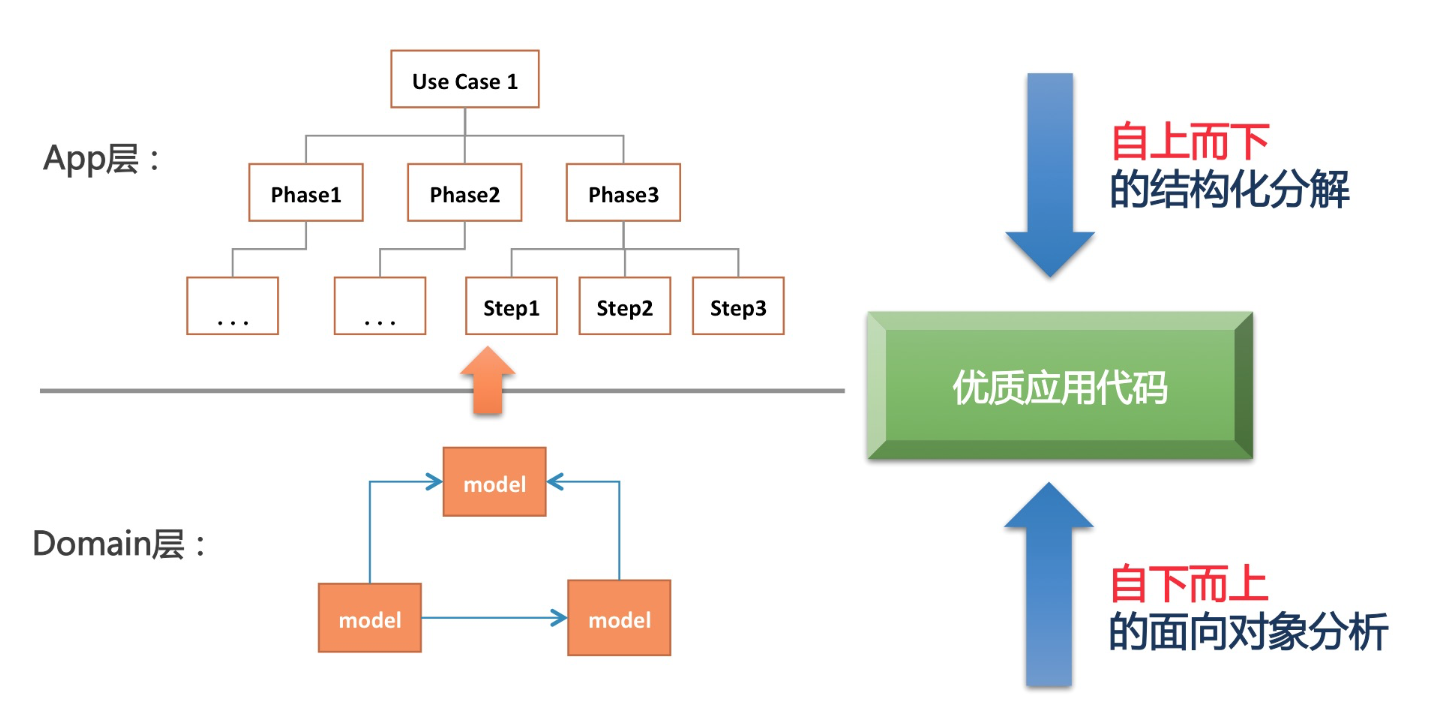 Use Case 1
App层：
Phase1
Phase2
Phase3
...
...
Step1
Step2
Step3
自上而下
的结构化分解
优质应用代码
Domain层：
model
model
model
自下而上
的面向对象分析